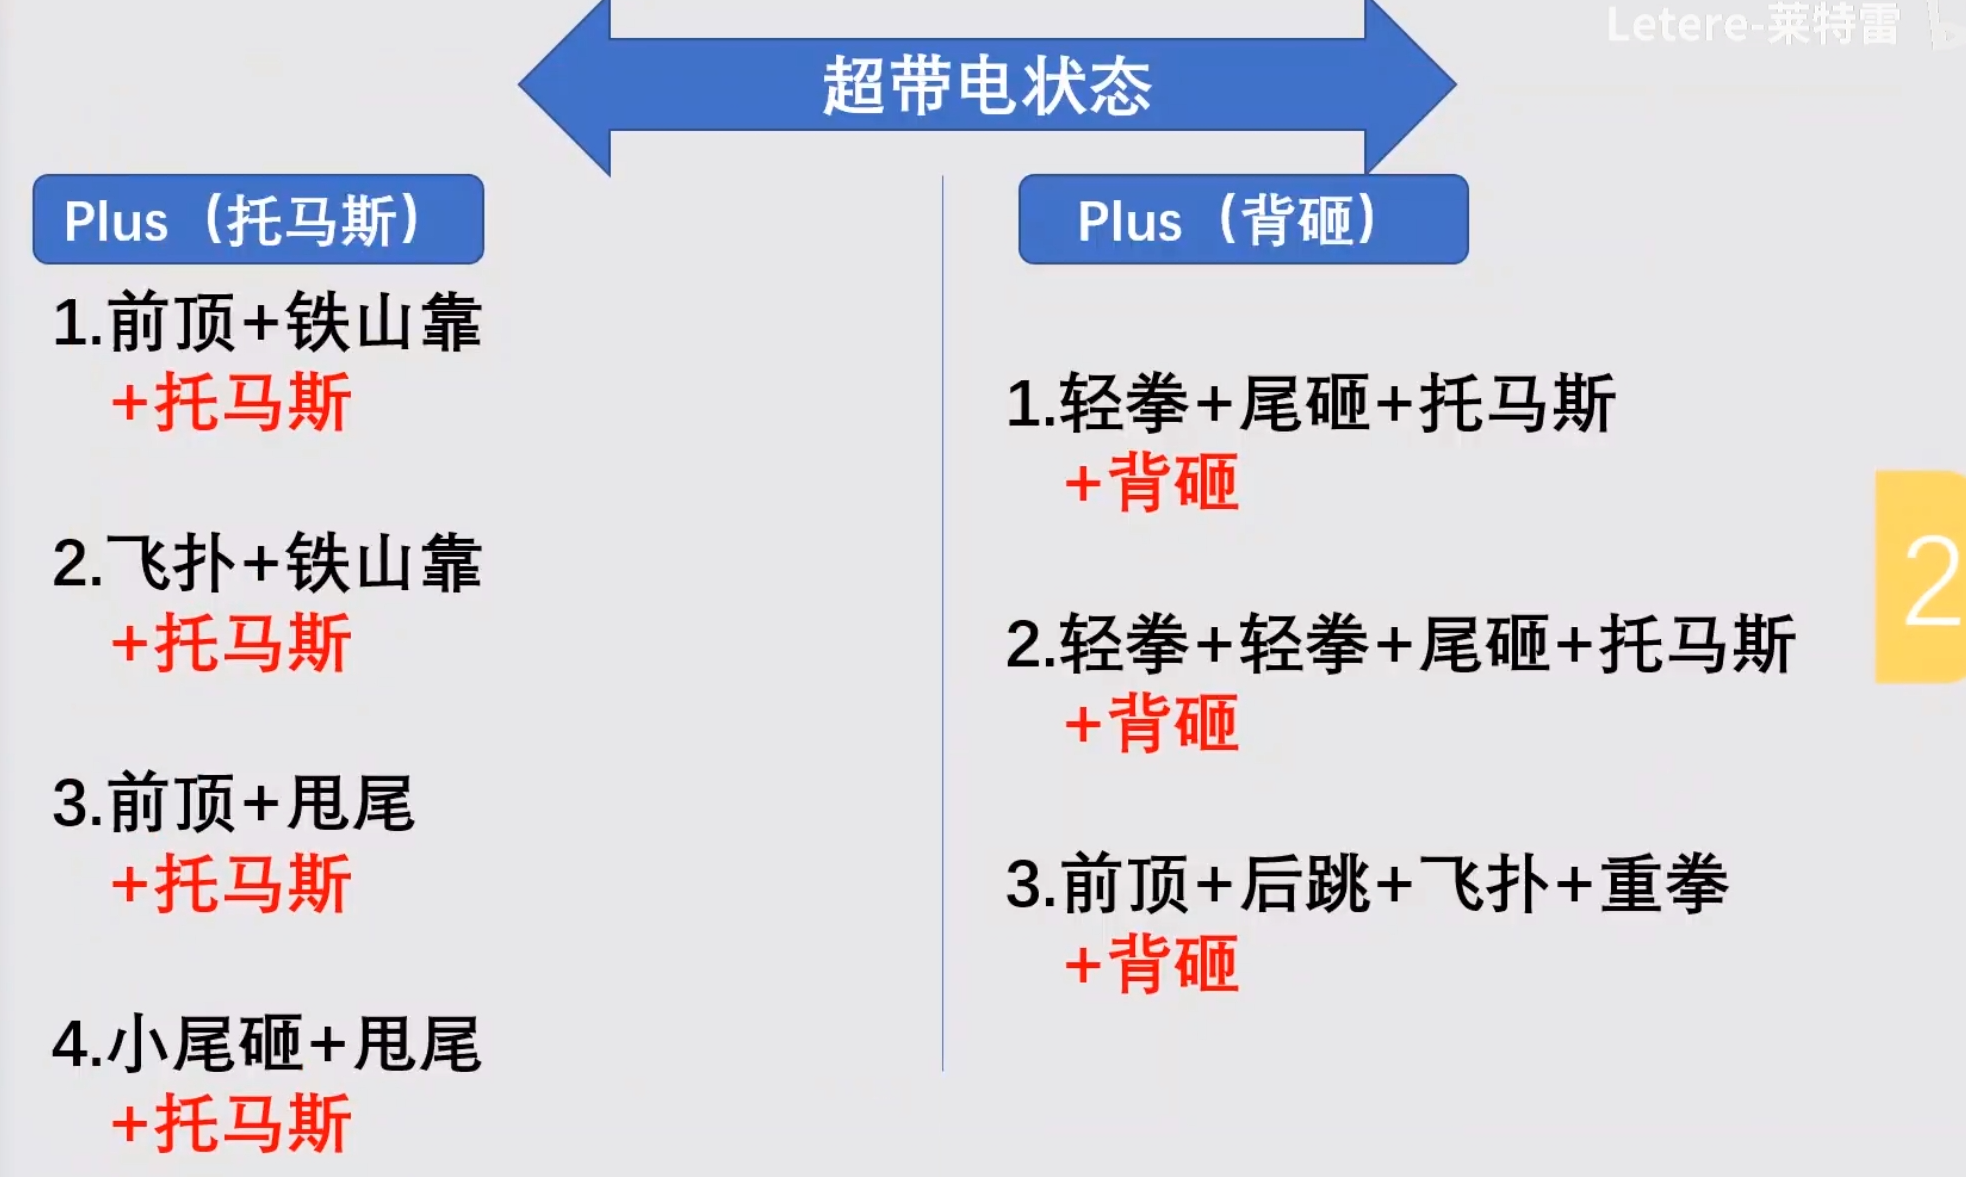 Letere-莱特雷
超带电状态
Plus（托马斯）
1.前顶+铁山靠
+托马斯
2.飞扑+铁山靠
+托马斯
3.前顶+甩尾
+托马斯
4.小尾砸+甩尾
+托马斯
Plus（背砸）
1.轻拳+尾砸+托马斯
+背砸
2.轻拳+轻拳+尾砸+托马斯
+背砸
3.前顶+后跳+飞扑+重拳
+背砸
2